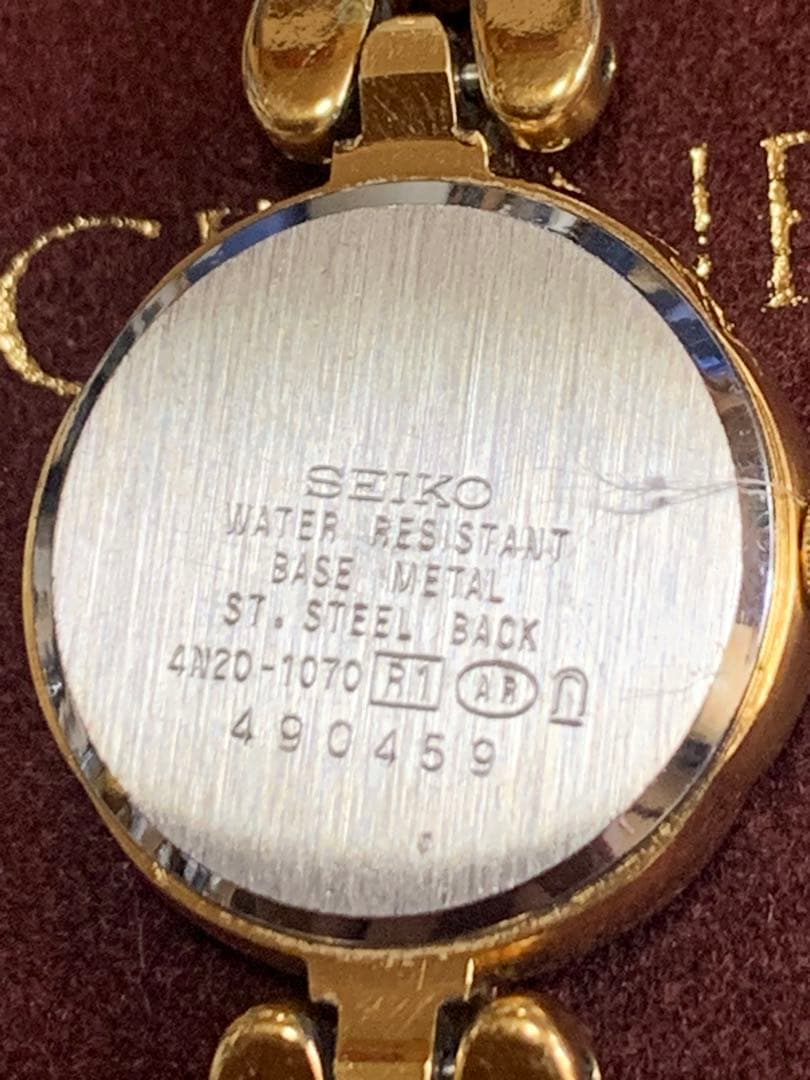 SEIKO
WATER RESISTANT
BASE METAL
ST. STEEL BACK
4N20-1070 R1 AR
490459